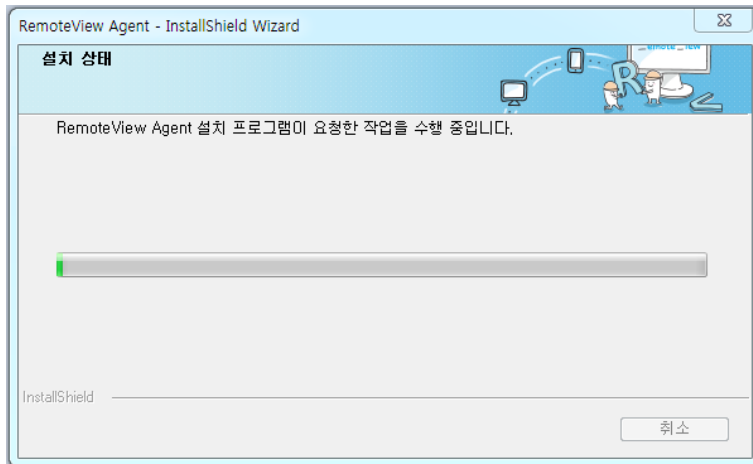 RemoteView Agent - InstallShield Wizard
설치 상태
RemoteView Agent 설치 프로그램이 요청한 작업을 수행 중입니다.
InstallShield
취소